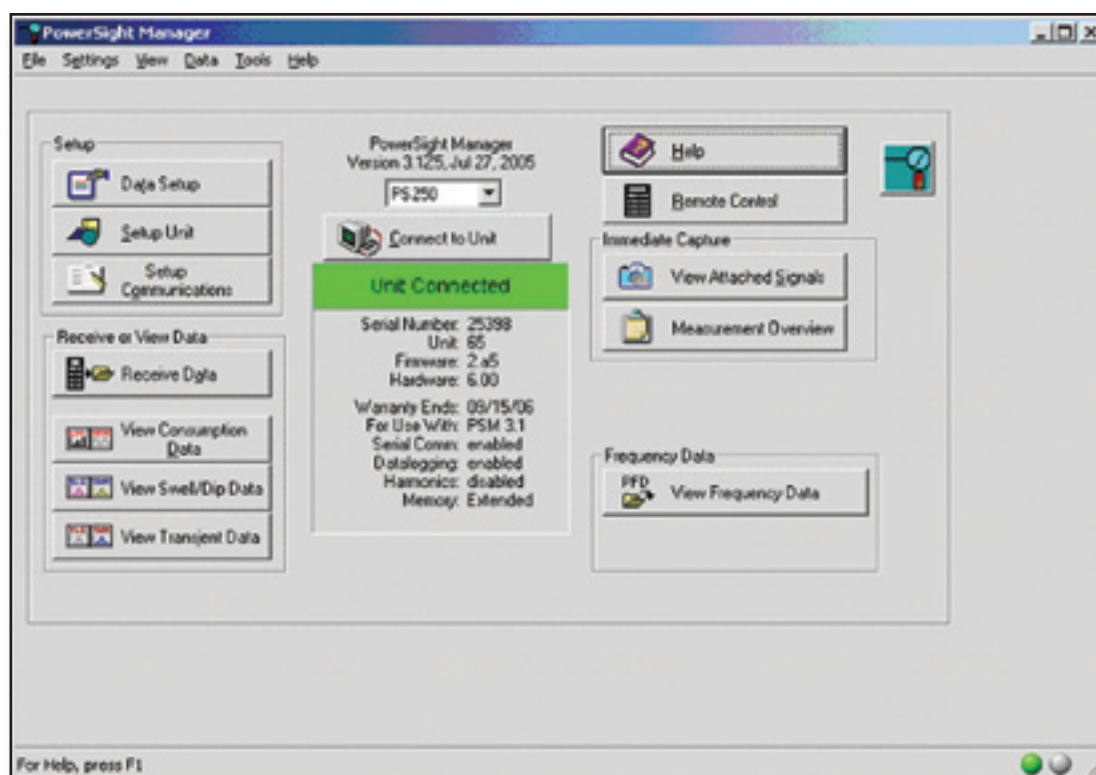 PowerSight Manager
File Settings View Data Tools Help
Setup
Data Setup
Setup Unit
Setup
Communications
Receive or View Data
Receive Data
View Consumption
Data
View Swell/Dip Data
View Transient Data
PowerSight Manager
Version 3.1Z5, Jul 27, 2005
PS250
Connect to Unit
Unit Connected
Serial Number: 25398
Unit: 65
Firmware: 2.a5
Hardware: 6.00
Warranty Ends: 09/15/06
For Use With: PSM 3.1
Serial Comm: enabled
Datalogging: enabled
Harmonics: disabled
Memory: Extended
Help
Remote Control
Immediate Capture
View Attached Signals
Measurement Overview
Frequency Data
PFD
View Frequency Data
For Help, press F1